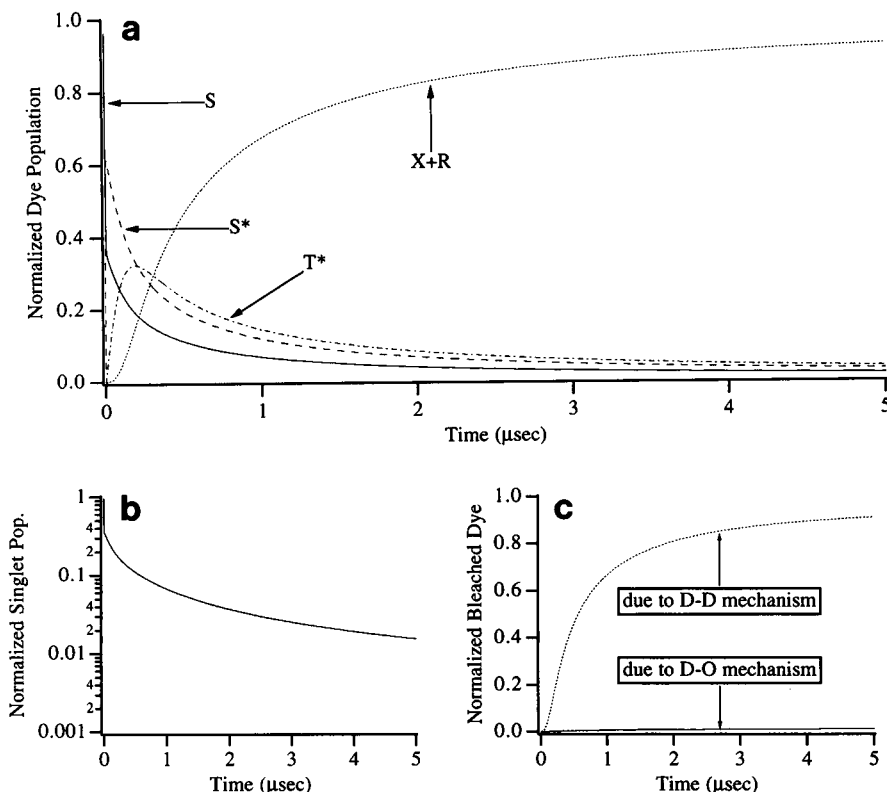 a
Normalized Dye Population
1.0
0.8
0.6
0.4
0.2
0.0
S
S*
T*
X+R
0
1
2
3
4
5
Time (μsec)
b
Normalized Singlet Pop.
1
4
2
0.1
4
2
0.01
4
2
0.001
0
1
2
3
4
5
Time (μsec)
c
Normalized Bleached Dye
1.0
0.8
0.6
0.4
0.2
0.0
due to D-D mechanism
due to D-O mechanism
0
1
2
3
4
5
Time (μsec)